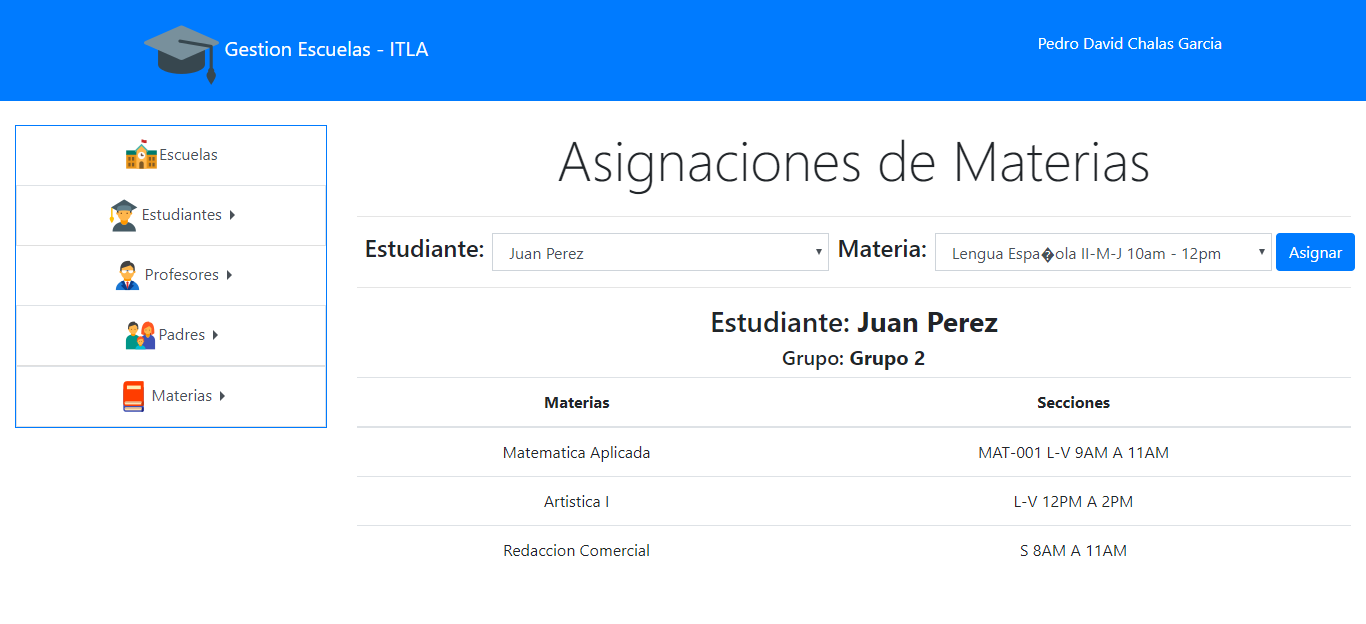 Gestion Escuelas - ITLA
Pedro David Chalas Garcia
Escuelas
Estudiantes
Profesores
Padres
Materias
Asignaciones de Materias
Estudiante: Juan Perez Materia: Lengua Espa�ola II-M-J 10am - 12pm Asignar
Estudiante: Juan Perez
Grupo: Grupo 2
Materias Secciones
Matematica Aplicada MAT-001 L-V 9AM A 11AM
Artistica I L-V 12PM A 2PM
Redaccion Comercial S 8AM A 11AM